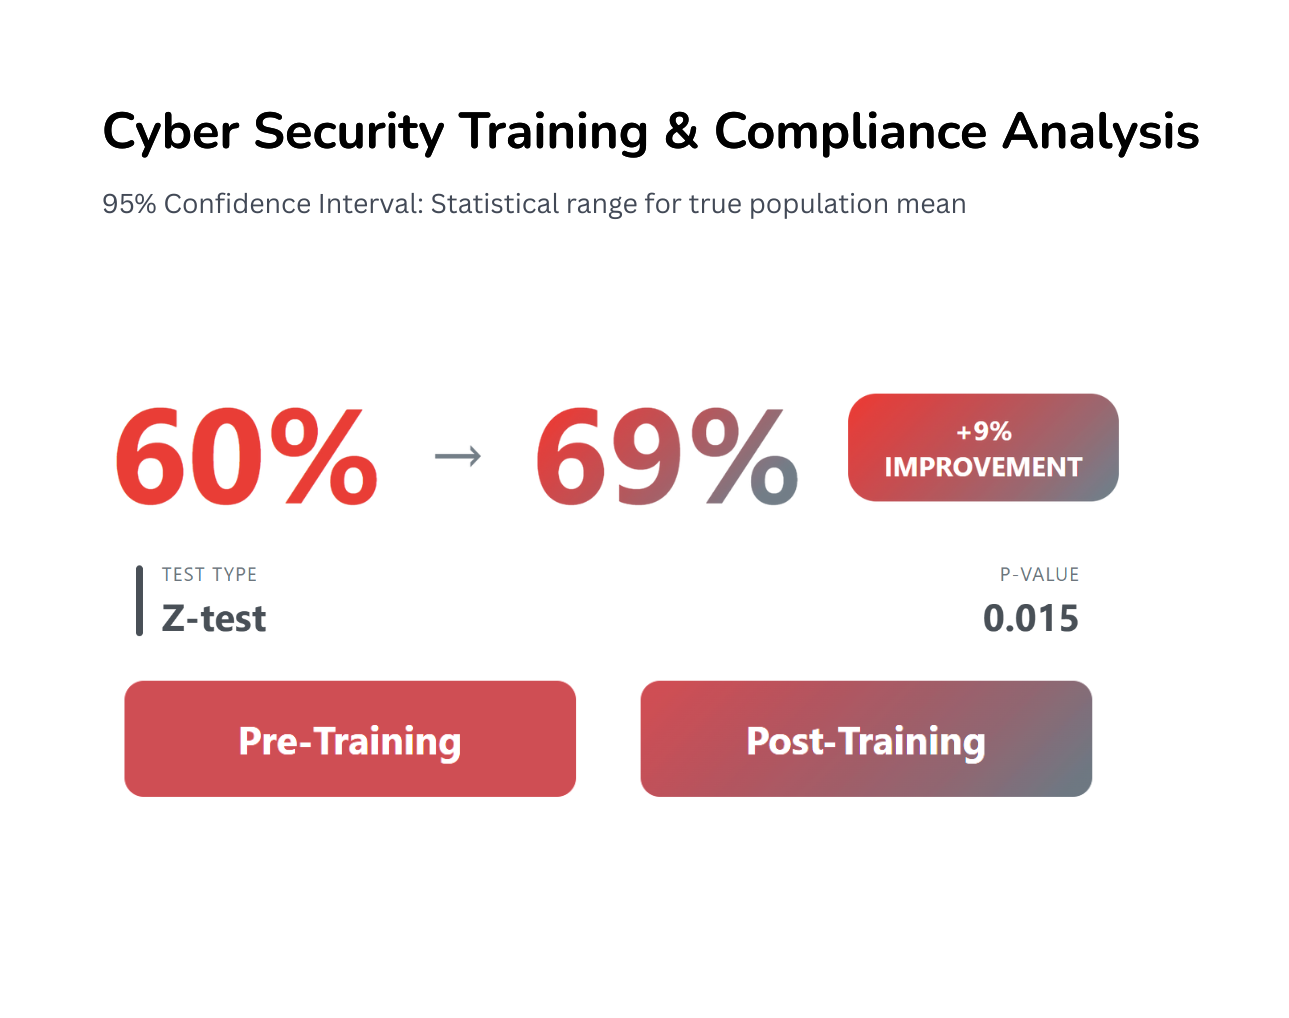 Cyber Security Training & Compliance Analysis
95% Confidence Interval: Statistical range for true population mean
60% → 69%
+9%
IMPROVEMENT
TEST TYPE
Z-test
P-VALUE
0.015
Pre-Training
Post-Training